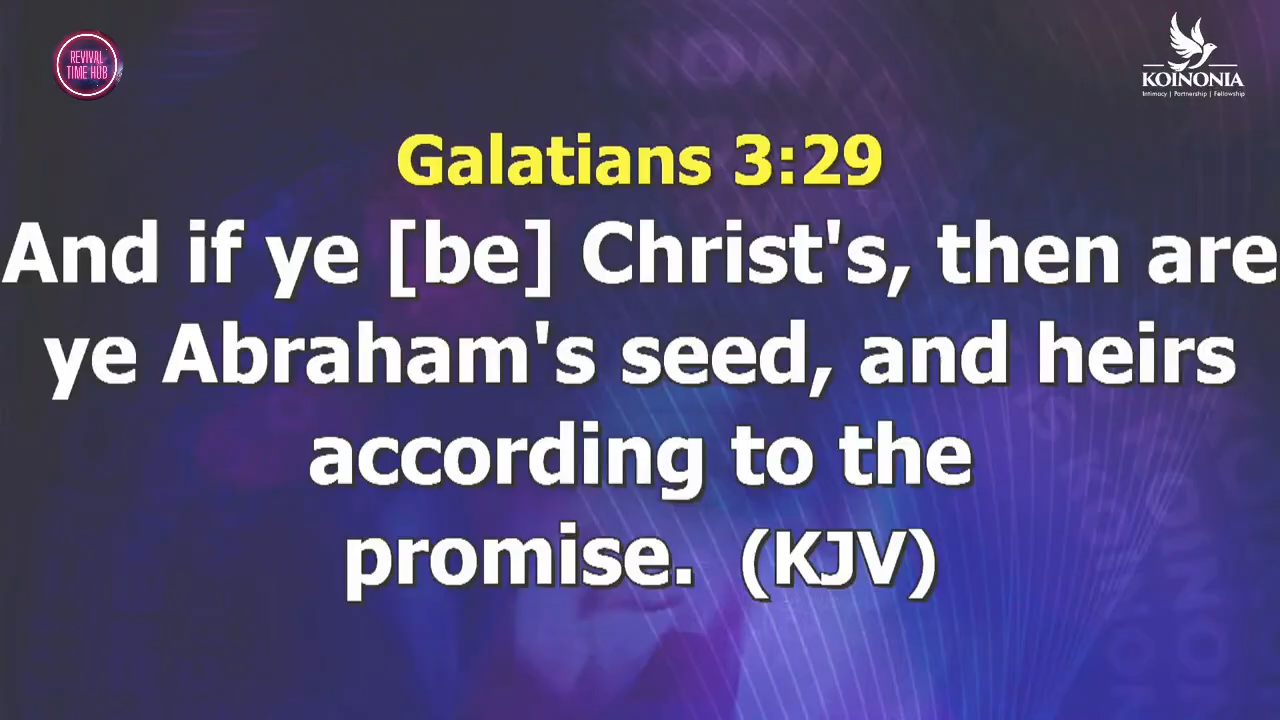 REVIVAL
TIME HUB
KOINONIA
Intimacy | Partnership | Fellowship
Galatians 3:29
And if ye [be] Christ's, then are
ye Abraham's seed, and heirs
according to the
promise. (KJV)